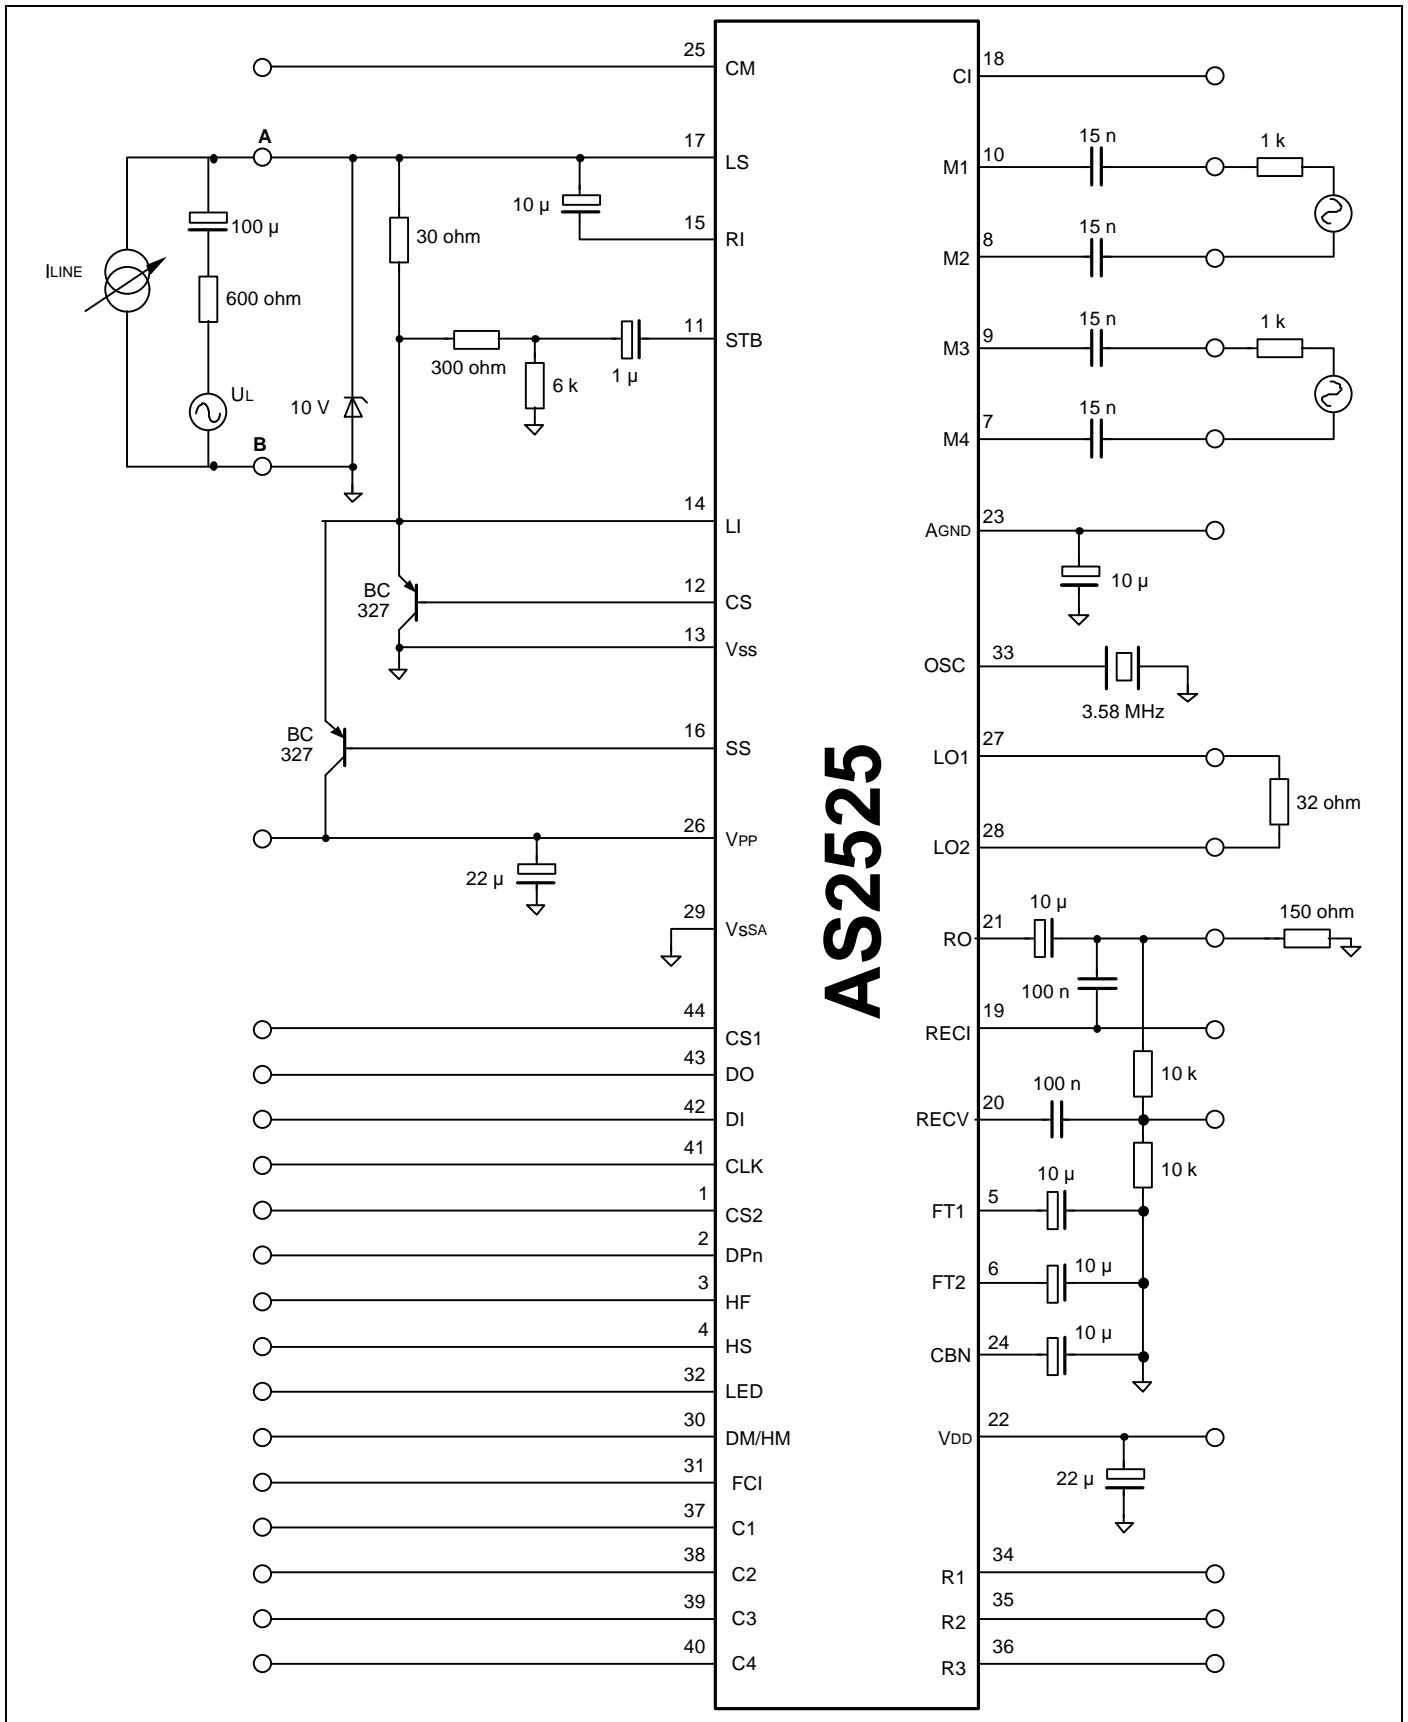 25
CM
18
CI
A
17
LS
15 n
1 k
10
M1
10 µ
15
RI
100 µ
30 ohm
ILINE
600 ohm
15 n
8
M2
11
STB
300 ohm
6 k
1 µ
15 n
1 k
9
M3
UL
10 V
B
15 n
7
M4
14
LI
AGND
23
10 µ
BC
327
12
CS
13
Vss
OSC
33
3.58 MHz
BC
327
16
SS
27
LO1
32 ohm
26
VPP
22 µ
28
LO2
AS2525
29
VsSA
10 µ
21
RO
150 ohm
100 n
19
RECI
10 k
44
CS1
43
DO
100 n
20
RECV
42
DI
41
CLK
10 k
10 µ
5
FT1
1
CS2
2
DPn
10 µ
6
FT2
3
HF
4
HS
10 µ
24
CBN
32
LED
30
DM/HM
22
VDD
22 µ
31
FCI
37
C1
38
C2
34
R1
39
C3
35
R2
40
C4
36
R3